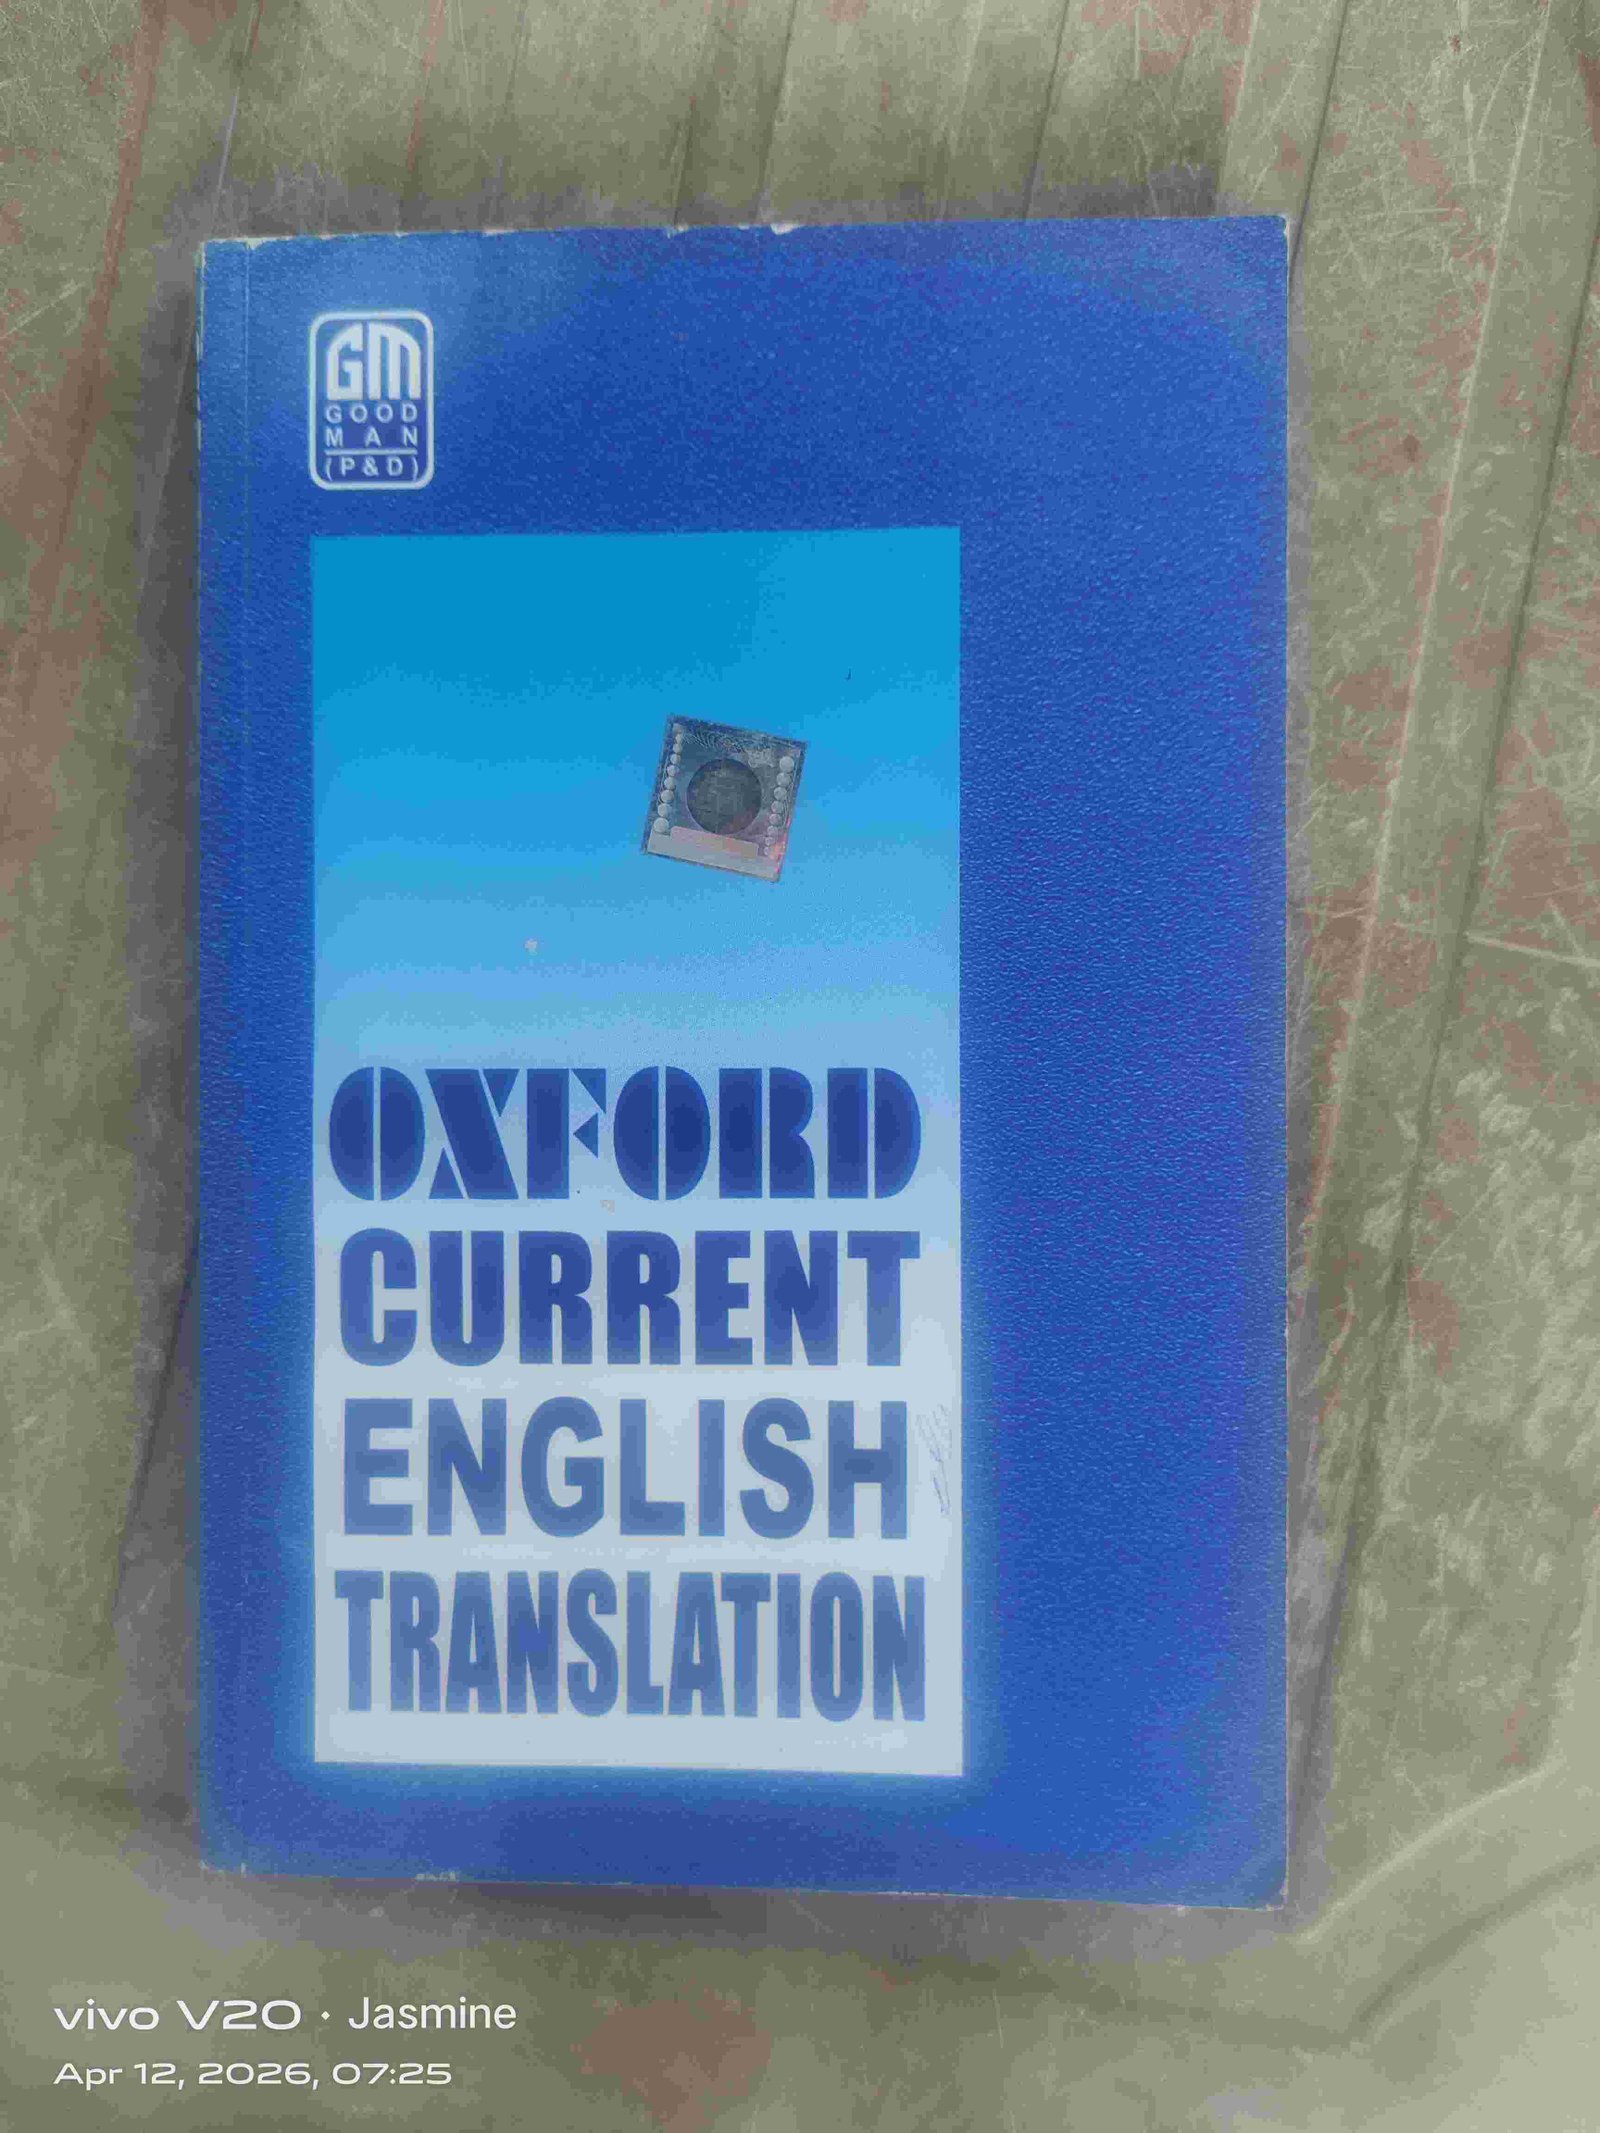 GM
GOOD
MAN
(P&D)
OXFORD
CURRENT
ENGLISH
TRANSLATION
vivo V20 · Jasmine
Apr 12, 2026, 07:25